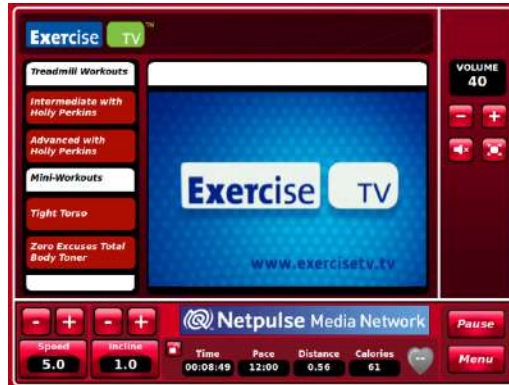 Exercise TV™
Treadmill Workouts
Intermediate with
Holly Perkins
Advanced with
Holly Perkins
Mini-Workouts
Tight Torso
Zero Excuses Total
Body Toner
Exercise TV
www.exercisetv.tv
VOLUME
40
- +
- + - +
Netpulse Media Network
Pause
Speed
5.0
Incline
1.0
Time Pace Distance Calories
00:08:49 12:00 0.56 61
--
Menu